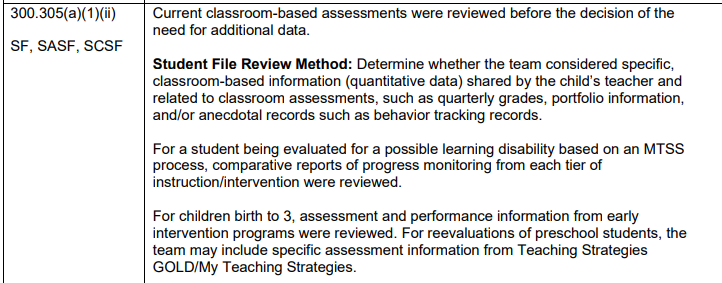 300.305(a)(1)(ii)
SF, SASF, SCSF
Current classroom-based assessments were reviewed before the decision of the
need for additional data.
Student File Review Method: Determine whether the team considered specific,
classroom-based information (quantitative data) shared by the child’s teacher and
related to classroom assessments, such as quarterly grades, portfolio information,
and/or anecdotal records such as behavior tracking records.
For a student being evaluated for a possible learning disability based on an MTSS
process, comparative reports of progress monitoring from each tier of
instruction/intervention were reviewed.
For children birth to 3, assessment and performance information from early
intervention programs were reviewed. For reevaluations of preschool students, the
team may include specific assessment information from Teaching Strategies
GOLD/My Teaching Strategies.